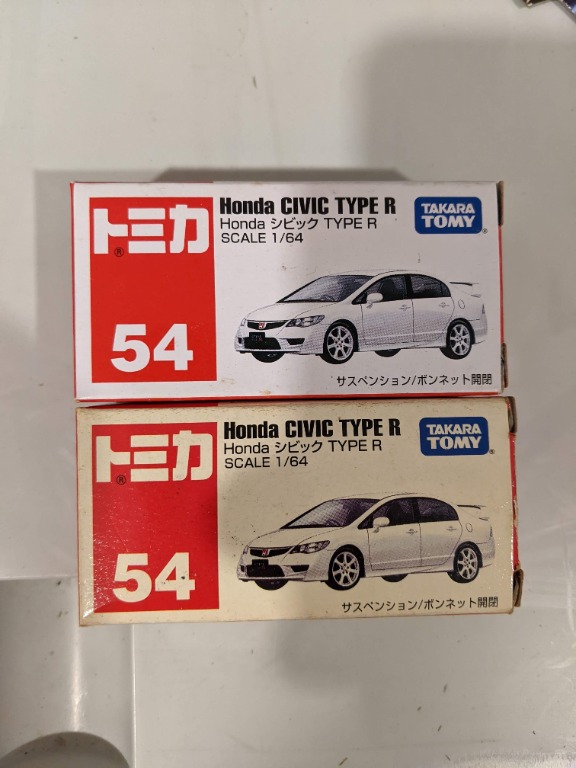 トミカ
®
54
Honda CIVIC TYPE R
Honda シビック TYPE R
SCALE 1/64
TAKARA
TOMY®
サスペンション/ボンネット開閉
トミカ
®
54
Honda CIVIC TYPE R
Honda シビック TYPE R
SCALE 1/64
TAKARA
TOMY®
サスペンション/ボンネット開閉